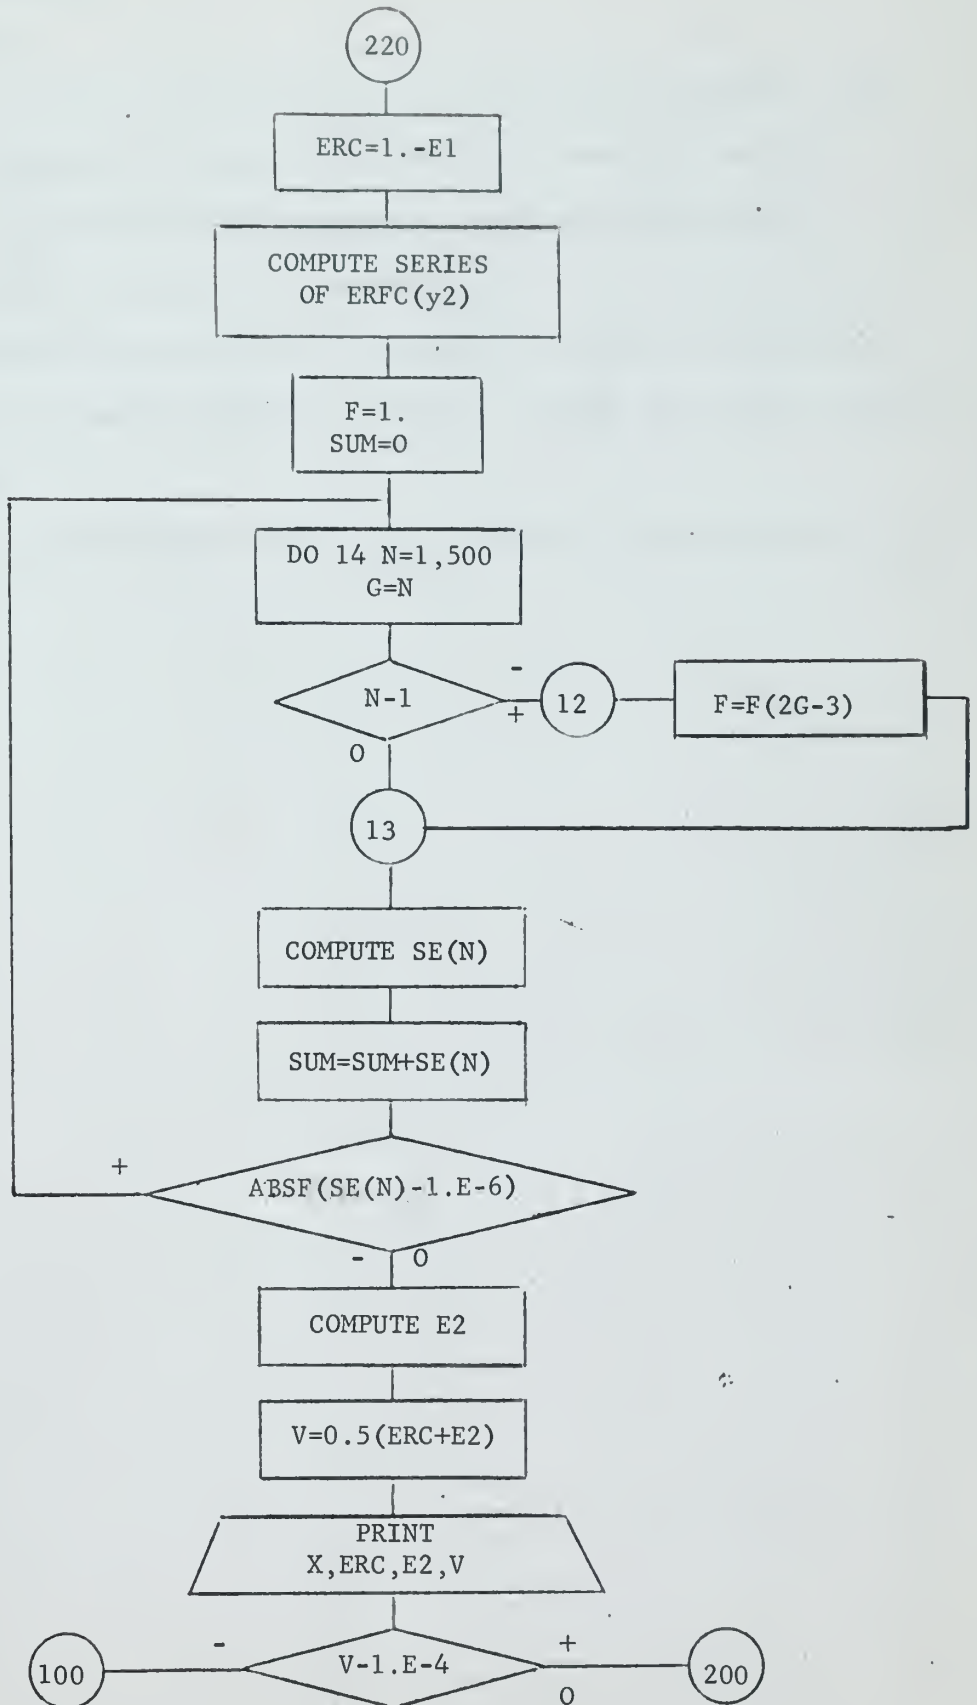 220
ERC=1.-E1
COMPUTE SERIES
OF ERFC(y2)
F=1.
SUM=0
DO 14 N=1,500
G=N
N-1
-
+
0
12
F=F(2G-3)
13
COMPUTE SE(N)
SUM=SUM+SE(N)
+
ABSF(SE(N)-1.E-6)
-
0
COMPUTE E2
V=0.5(ERC+E2)
PRINT
X,ERC,E2,V
100
-
V-1.E-4
+
0
200